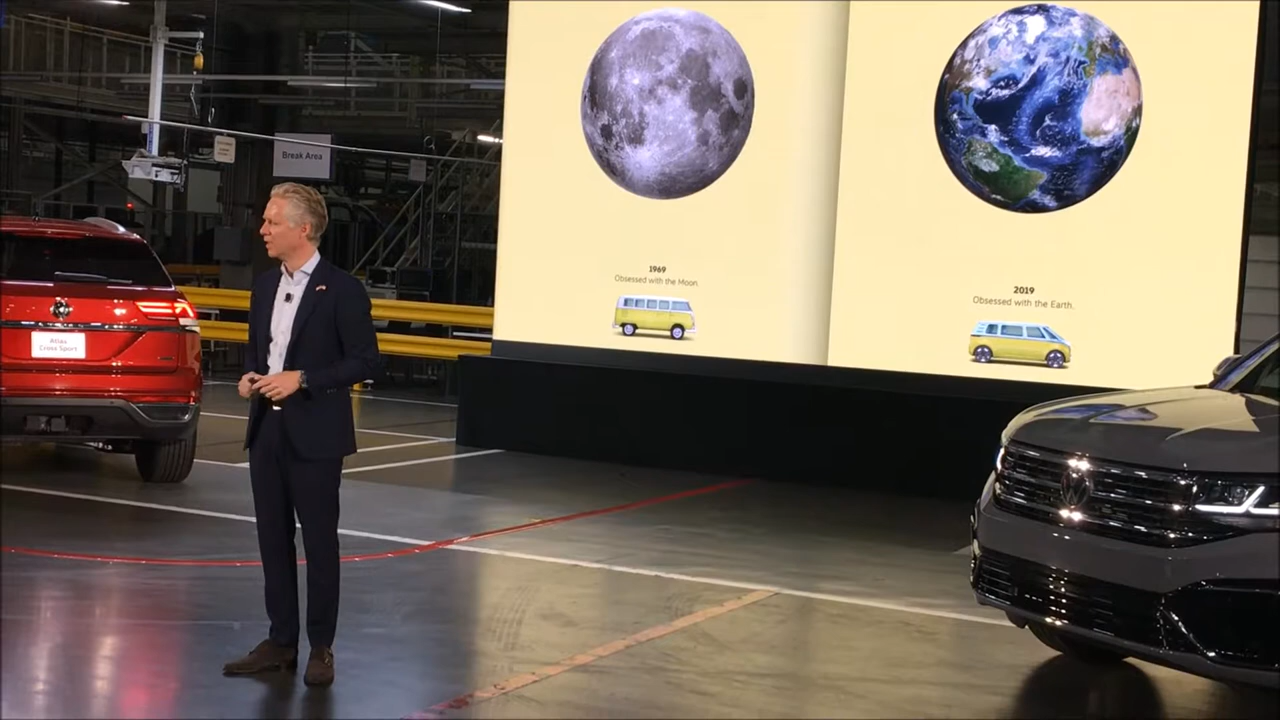 Break Area
1969
Obsessed with the Moon.
2019
Obsessed with the Earth.
Atlas
Cross Sport